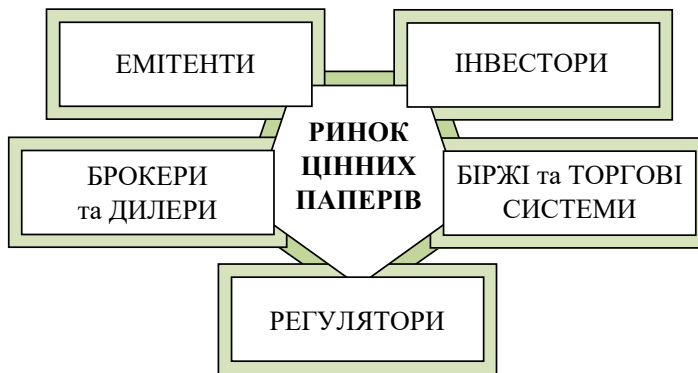 ЕМІТЕНТИ
ІНВЕСТОРИ
РИНОК
ЦІННИХ
ПАПЕРІВ
БРОКЕРИ
та ДИЛЕРИ
БІРЖІ та ТОРГОВІ
СИСТЕМИ
РЕГУЛЯТОРИ